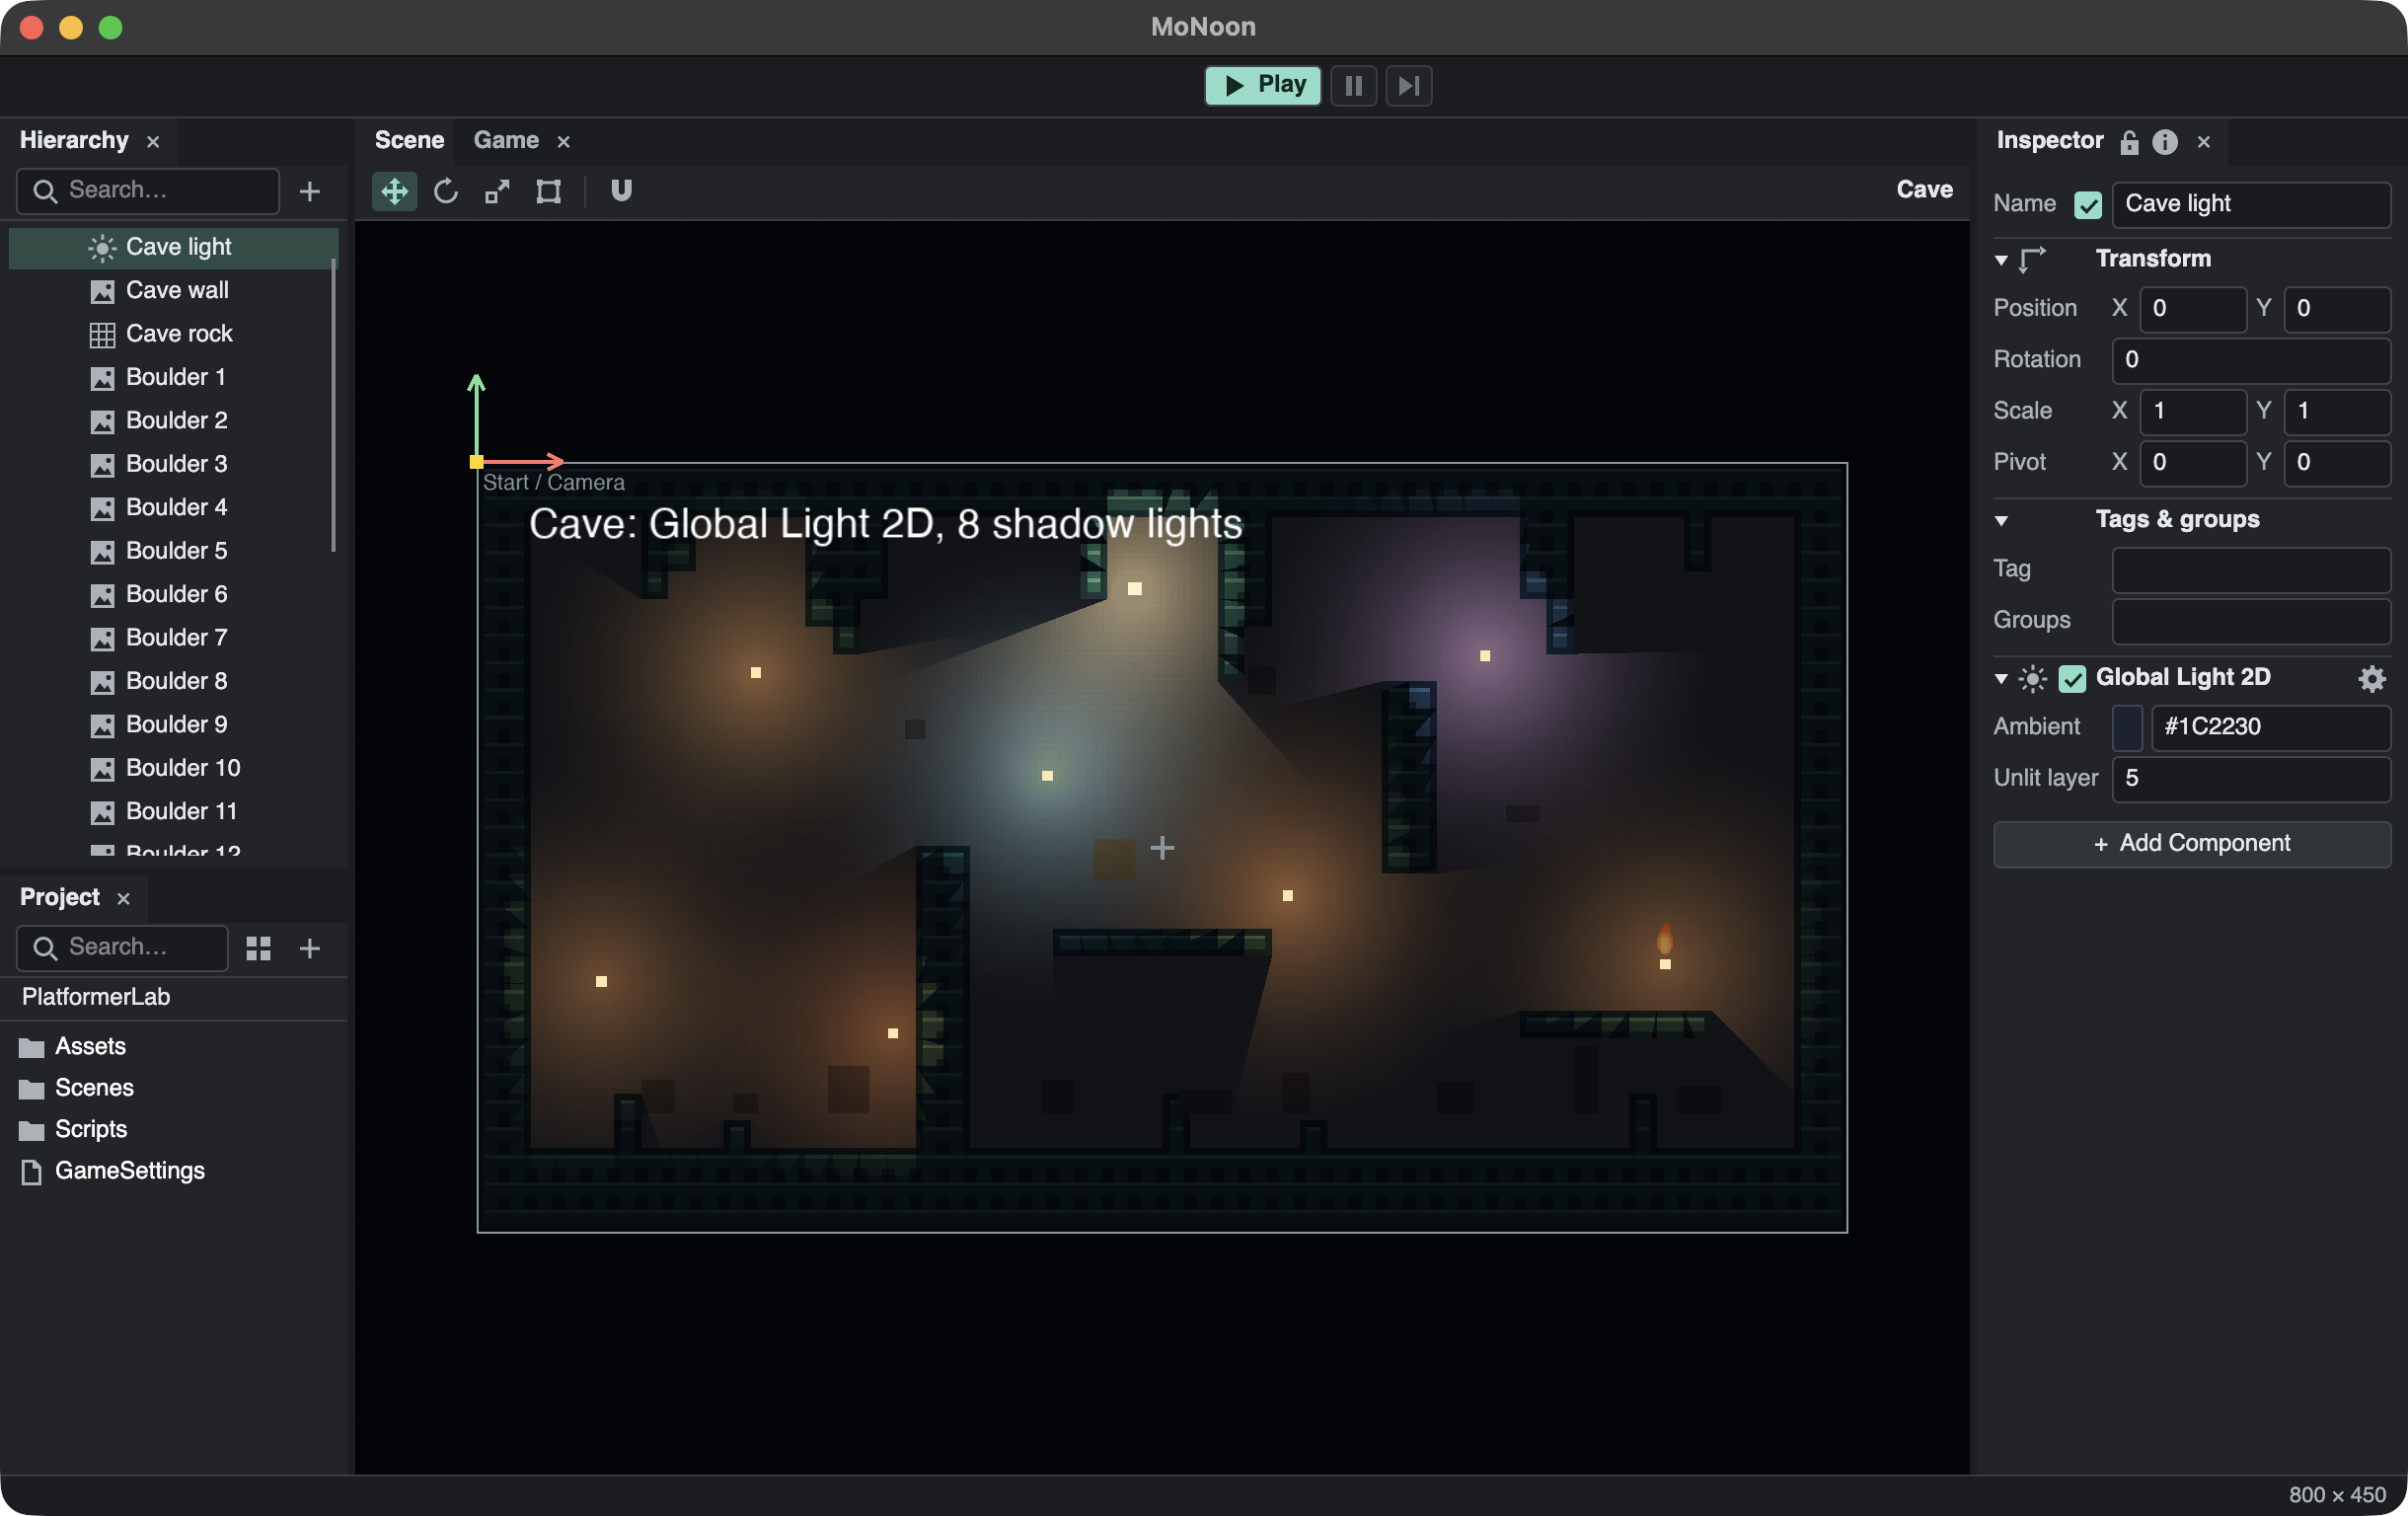 MoNoon
Play
Hierarchy
Search...
Cave light
Cave wall
Cave rock
Boulder 1
Boulder 2
Boulder 3
Boulder 4
Boulder 5
Boulder 6
Boulder 7
Boulder 8
Boulder 9
Boulder 10
Boulder 11
Boulder 12
Project
Search...
PlatformerLab
Assets
Scenes
Scripts
GameSettings
Scene Game
Cave
Start / Camera
Cave: Global Light 2D, 8 shadow lights
Inspector
Name Cave light
Transform
Position X 0 Y 0
Rotation 0
Scale X 1 Y 1
Pivot X 0 Y 0
Tags & groups
Tag
Groups
Global Light 2D
Ambient #1C2230
Unlit layer 5
+ Add Component
800 × 450